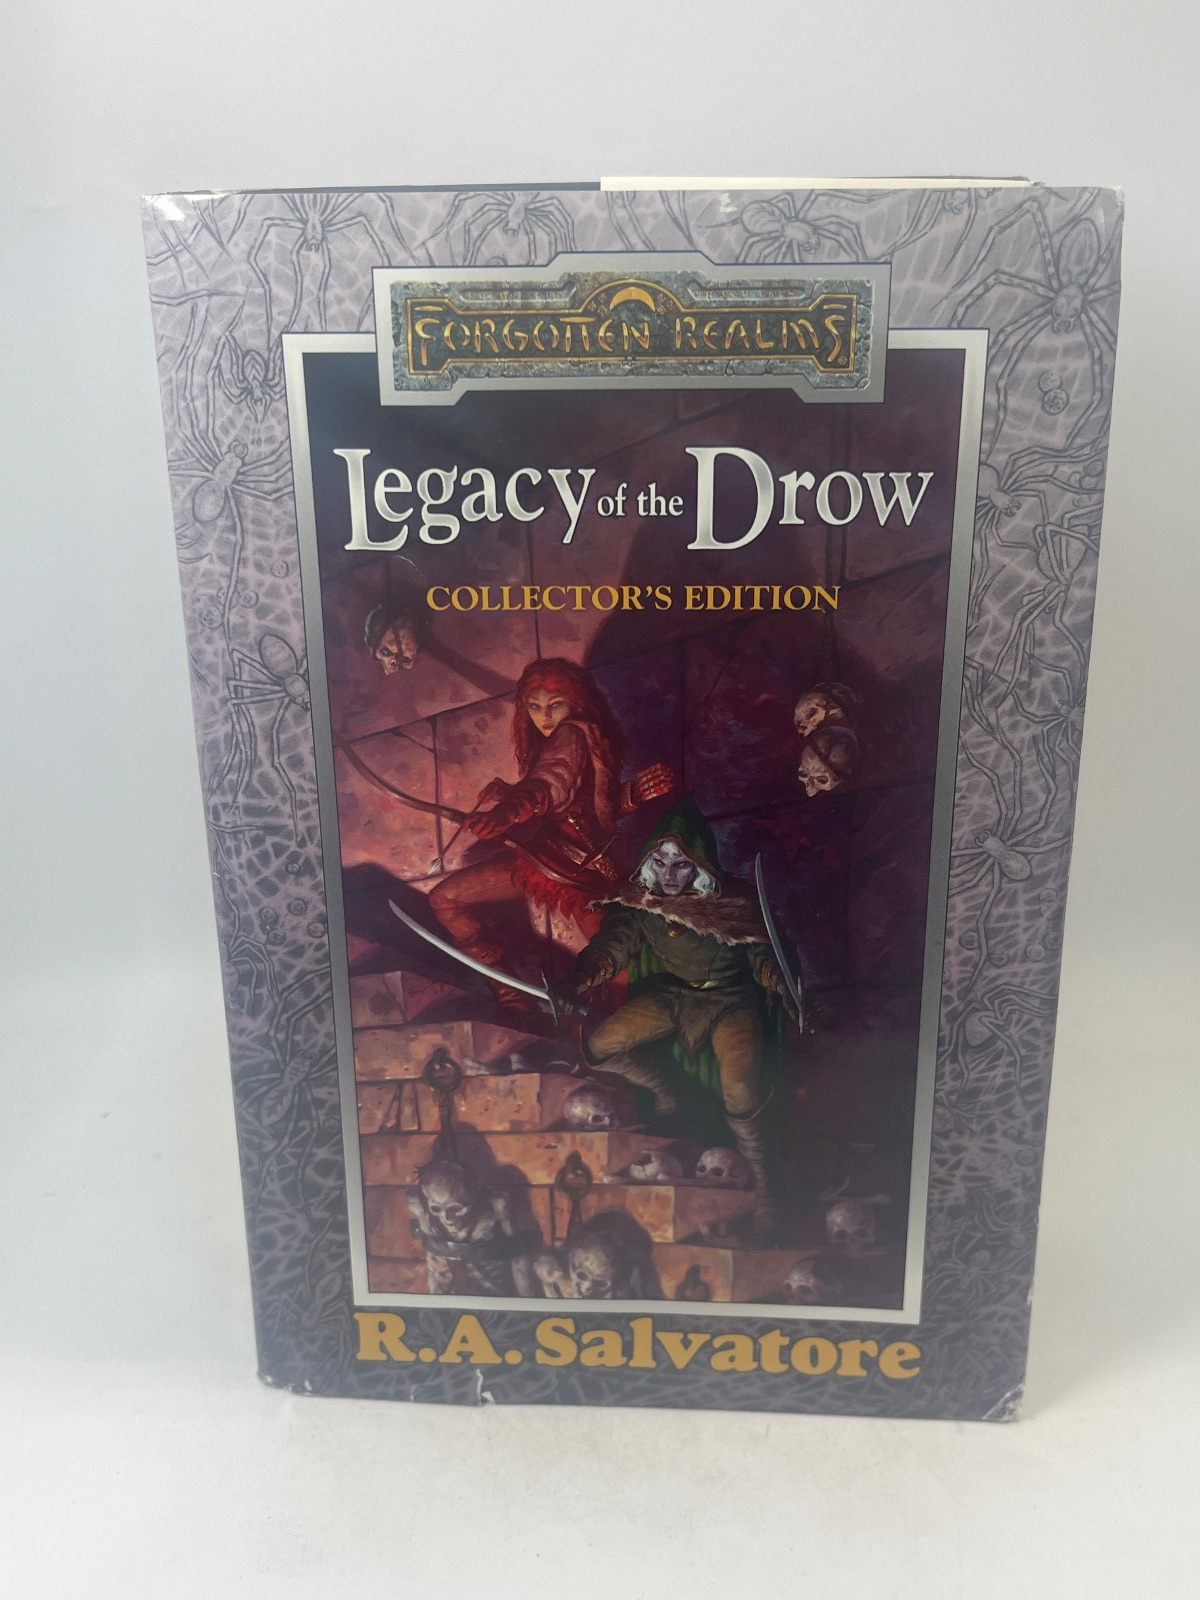 FORGOTTEN REALMS
Legacy of the Drow
COLLECTOR'S EDITION
R.A. Salvatore